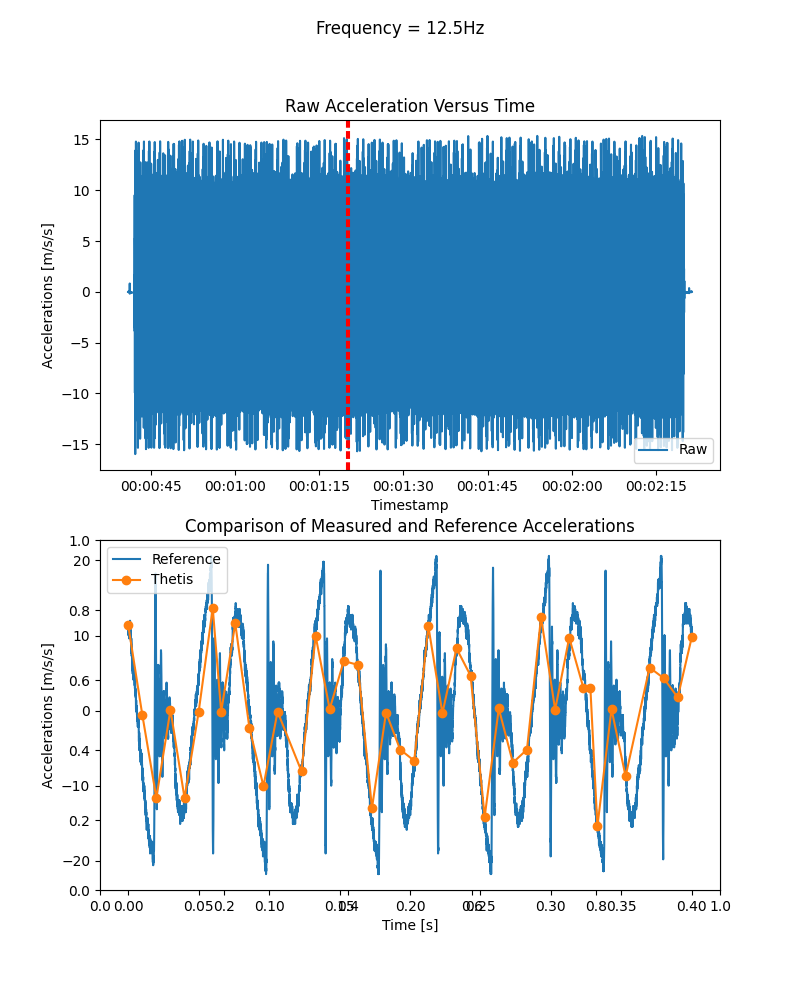 Frequency = 12.5Hz
Raw Acceleration Versus Time
15
10
5
0
−5
−10
−15
Accelerations [m/s/s]
Raw
00:00:45 00:01:00 00:01:15 00:01:30 00:01:45 00:02:00 00:02:15
Timestamp
Comparison of Measured and Reference Accelerations
1.0
20
0.8
10
0.6
0
0.4
−10
0.2
−20
0.0
Accelerations [m/s/s]
Reference
Thetis
0.0 0.00 0.05 0.2 0.10 0.15 0.4 0.20 0.6 0.25 0.30 0.8 0.35 0.40 1.0
Time [s]